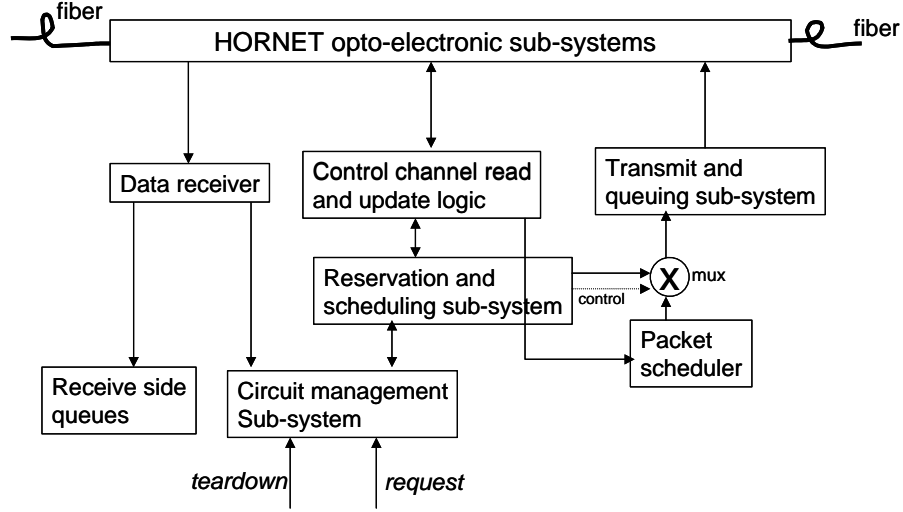 fiber
fiber
HORNET opto-electronic sub-systems
Control channel read
and update logic
Transmit and
queuing sub-system
Data receiver
Reservation and
scheduling sub-system
X
mux
control
Packet
scheduler
Receive side
queues
Circuit management
Sub-system
teardown
request